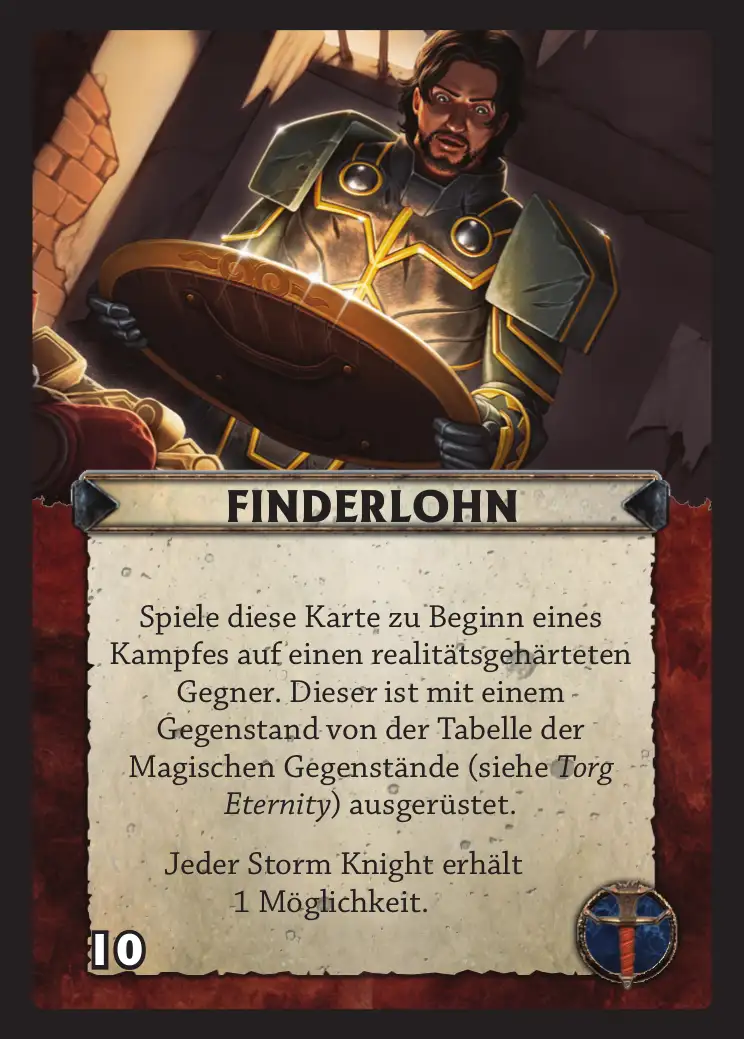 FINDERLOHN
Spiele diese Karte zu Beginn eines
Kampfes auf einen realitätsgehärteten
Gegner. Dieser ist mit einem
Gegenstand von der Tabelle der
Magischen Gegenstände (siehe Torg
Eternity) ausgerüstet.
Jeder Storm Knight erhält
1 Möglichkeit.
10